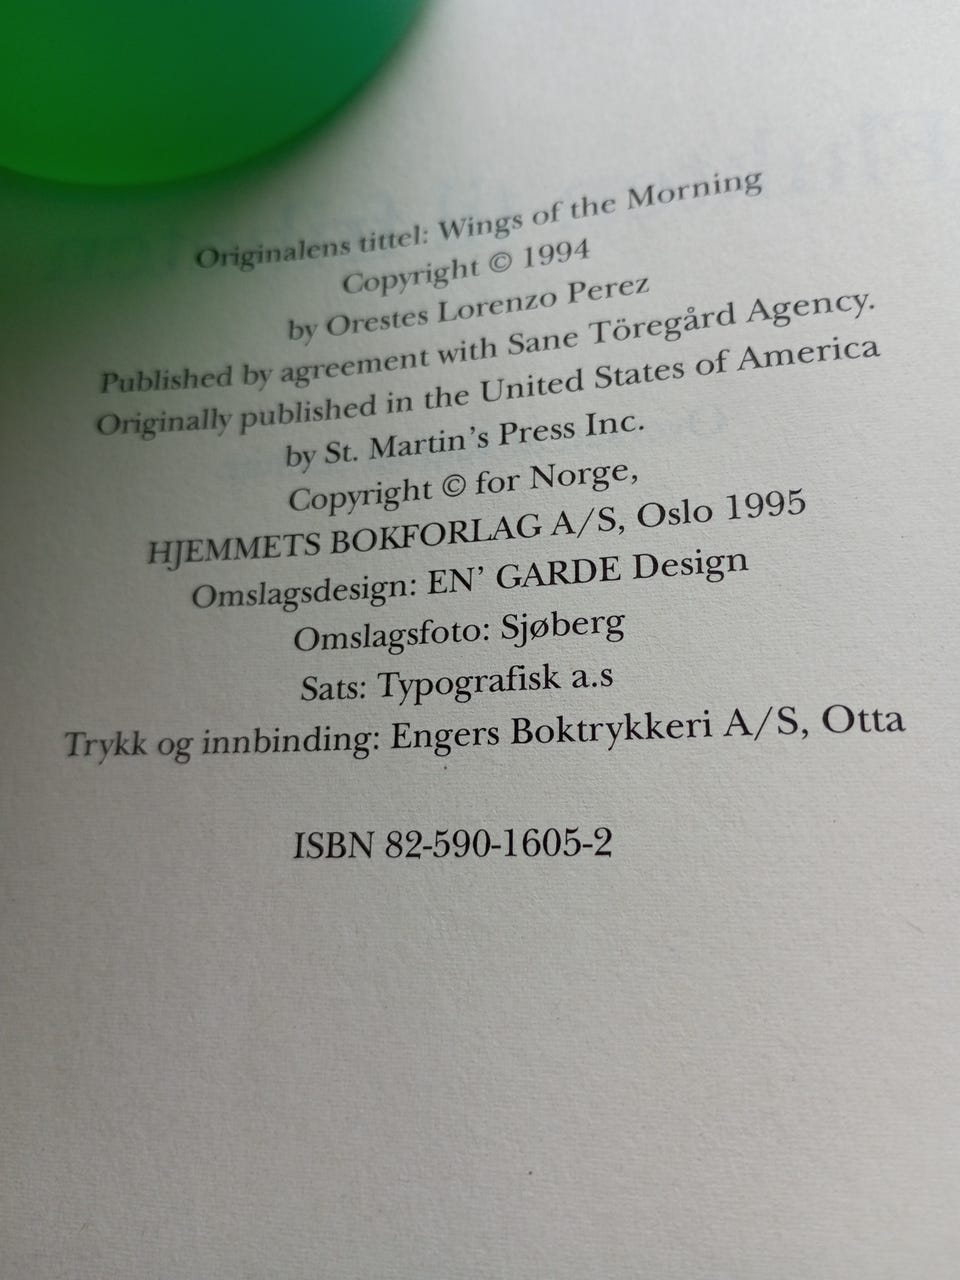 Originalens tittel: Wings of the Morning
Copyright © 1994
by Orestes Lorenzo Perez
Published by agreement with Sane Töregård Agency.
Originally published in the United States of America
by St. Martin's Press Inc.
Copyright © for Norge,
HJEMMETS BOKFORLAG A/S, Oslo 1995
Omslagsdesign: EN' GARDE Design
Omslagsfoto: Sjøberg
Sats: Typografisk a.s
Trykk og innbinding: Engers Boktrykkeri A/S, Otta
ISBN 82-590-1605-2